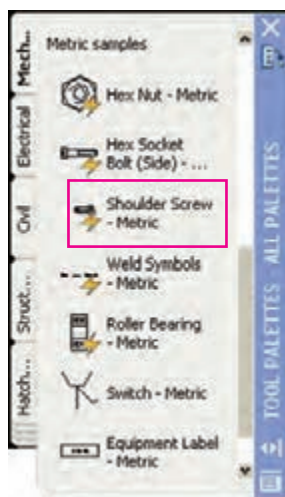 Metric samples
Hex Nut - Metric
Hex Socket
Bolt (Side) - ...
Shoulder Screw
- Metric
Weld Symbols
- Metric
Roller Bearing
- Metric
Switch - Metric
Equipment Label
- Metric
Mech...
Electrical
Civil
Struct...
Hatch...
TOOL PALETTES - ALL PALETTES